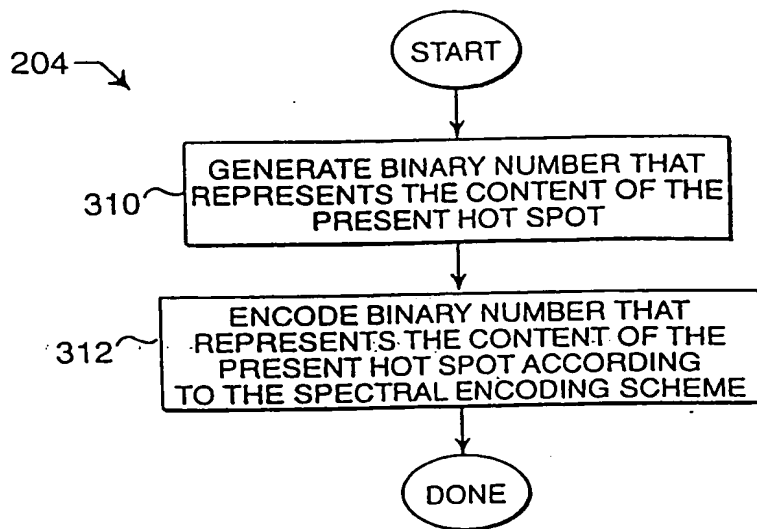 204
START
310
GENERATE BINARY NUMBER THAT
REPRESENTS THE CONTENT OF THE
PRESENT HOT SPOT
312
ENCODE BINARY NUMBER THAT
REPRESENTS THE CONTENT OF THE
PRESENT HOT SPOT ACCORDING
TO THE SPECTRAL ENCODING SCHEME
DONE